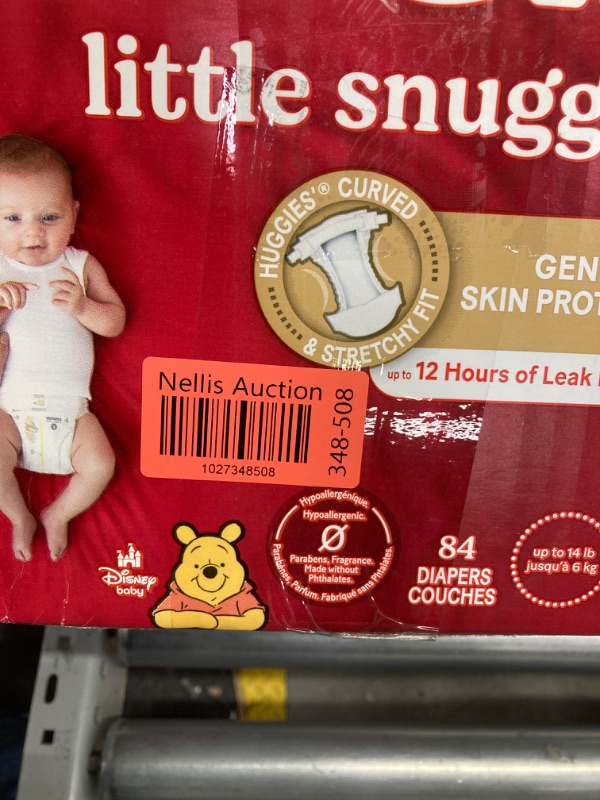 little snugg
HUGGIES'® CURVED
& STRETCHY FIT
GEN
SKIN PROT
up to 12 Hours of Leak
Nellis Auction
1027348508
348-508
Hypoallergénique.
Hypoallergenic.
Parabens, Fragrance.
Made without
Phthalates.
Parabènes, Parfum. Fabriqué sans Phthalates.
Disney
baby
84
DIAPERS
COUCHES
up to 14 lb
jusqu'à 6 kg